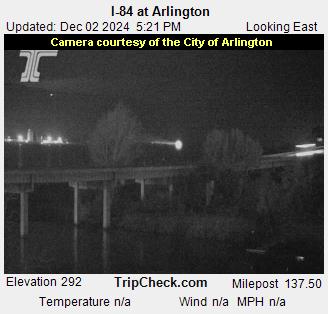 I-84 at Arlington
Updated: Dec 02 2024 5:21 PM Looking East
Camera courtesy of the City of Arlington
Elevation 292 TripCheck.com Milepost 137.50
Temperature n/a Wind n/a MPH n/a